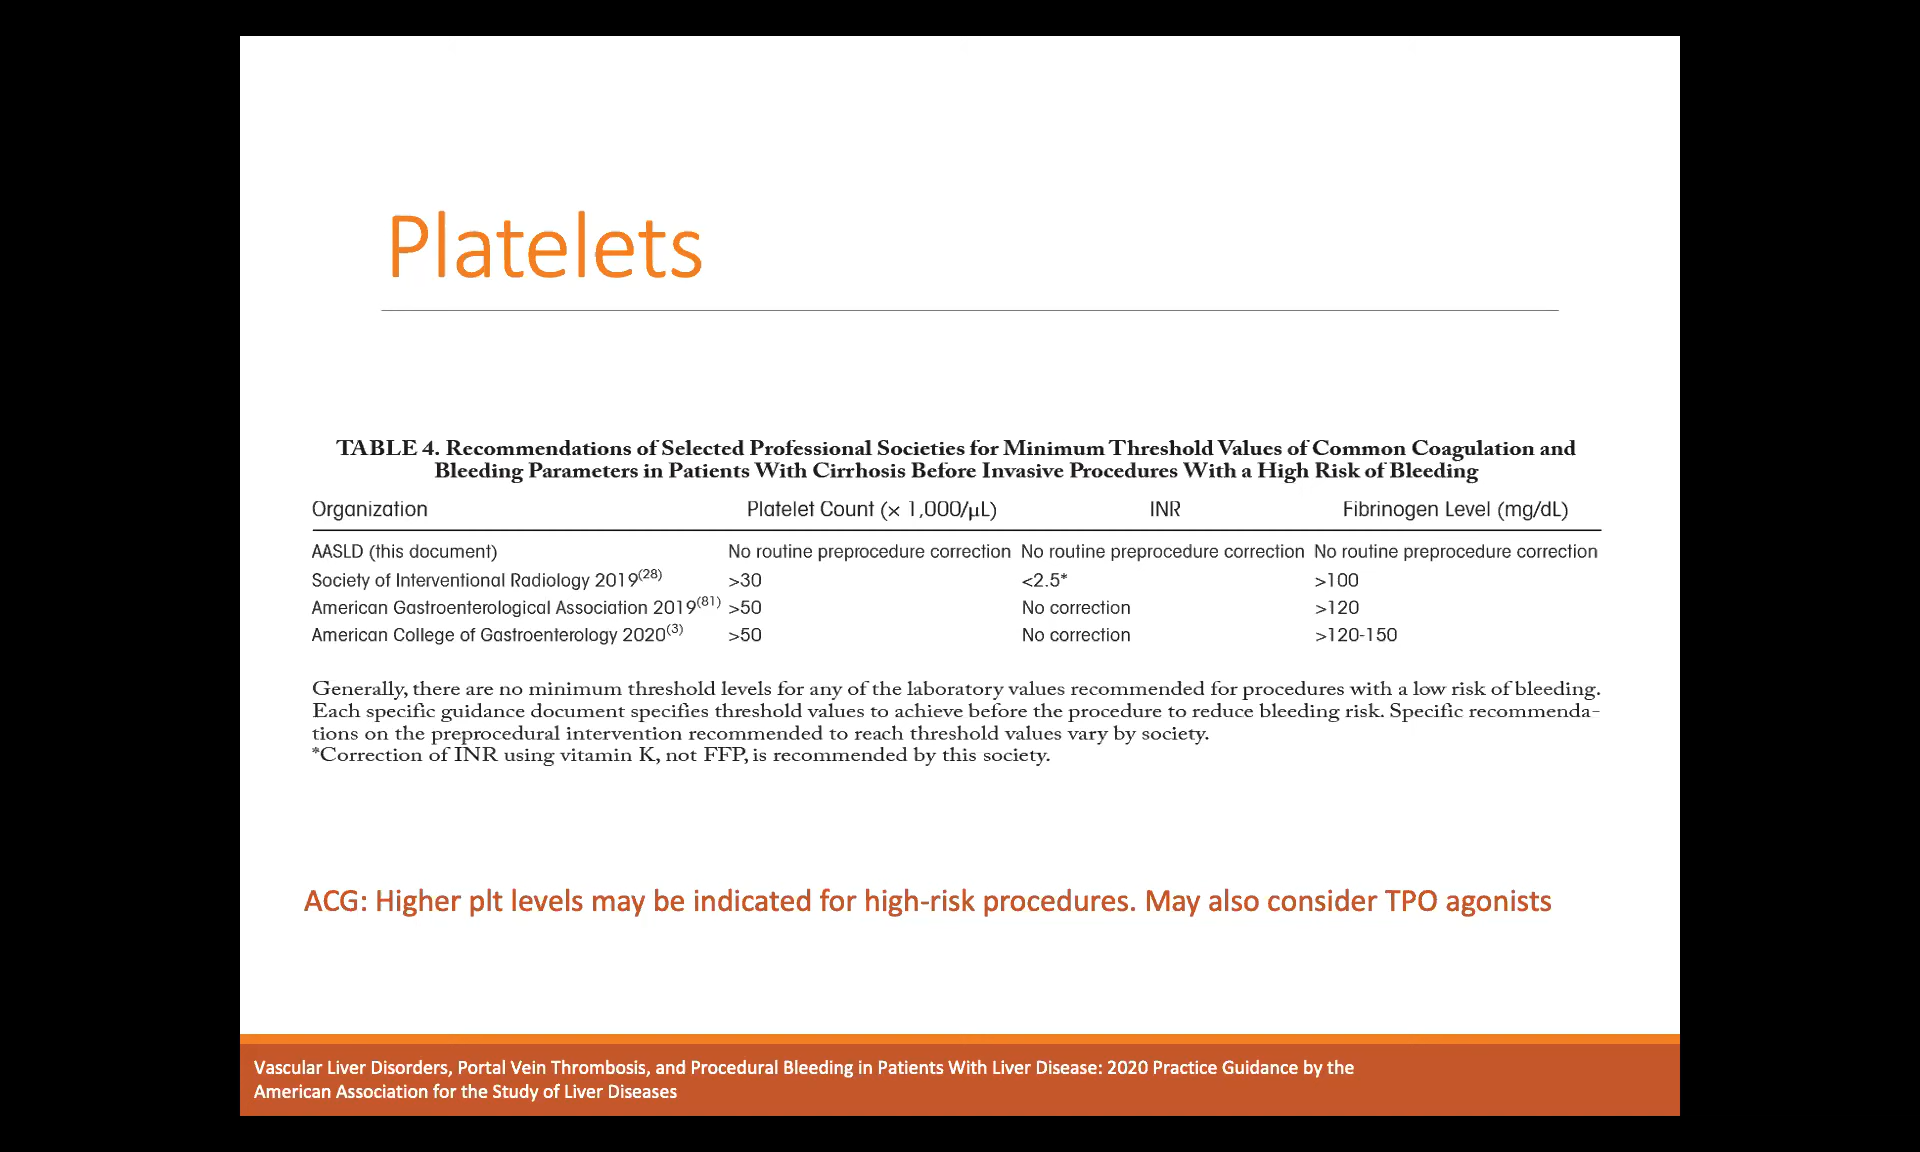 Platelets
TABLE 4. Recommendations of Selected Professional Societies for Minimum Threshold Values of Common Coagulation and
Bleeding Parameters in Patients With Cirrhosis Before Invasive Procedures With a High Risk of Bleeding
Organization Platelet Count (× 1,000/μL) INR Fibrinogen Level (mg/dL)
AASLD (this document) No routine preprocedure correction No routine preprocedure correction No routine preprocedure correction
Society of Interventional Radiology 2019(28) >30 <2.5* >100
American Gastroenterological Association 2019(81) >50 No correction >120
American College of Gastroenterology 2020(3) >50 No correction >120-150
Generally, there are no minimum threshold levels for any of the laboratory values recommended for procedures with a low risk of bleeding.
Each specific guidance document specifies threshold values to achieve before the procedure to reduce bleeding risk. Specific recommenda-
tions on the preprocedural intervention recommended to reach threshold values vary by society.
*Correction of INR using vitamin K, not FFP, is recommended by this society.
ACG: Higher plt levels may be indicated for high-risk procedures. May also consider TPO agonists
Vascular Liver Disorders, Portal Vein Thrombosis, and Procedural Bleeding in Patients With Liver Disease: 2020 Practice Guidance by the
American Association for the Study of Liver Diseases